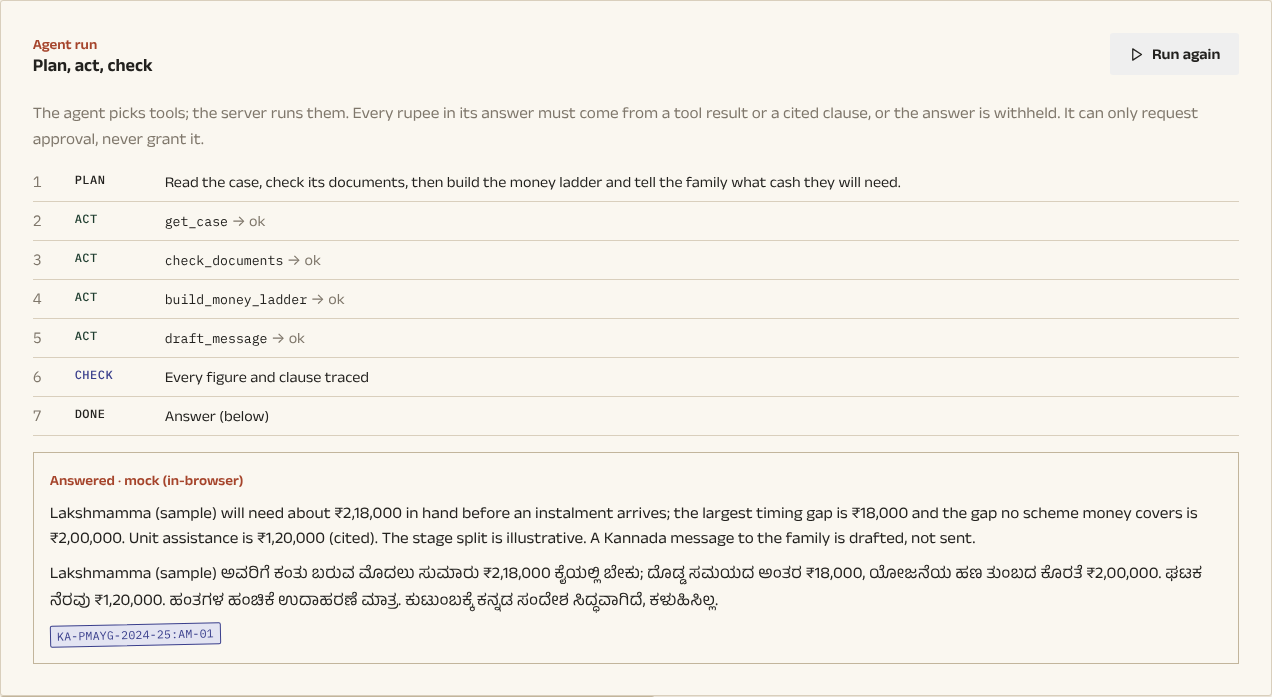 Agent run
Plan, act, check
Run again
The agent picks tools; the server runs them. Every rupee in its answer must come from a tool result or a cited clause, or the answer is withheld. It can only request
approval, never grant it.
1 PLAN Read the case, check its documents, then build the money ladder and tell the family what cash they will need.
2 ACT get_case → ok
3 ACT check_documents → ok
4 ACT build_money_ladder → ok
5 ACT draft_message → ok
6 CHECK Every figure and clause traced
7 DONE Answer (below)
Answered · mock (in-browser)
Lakshmamma (sample) will need about ₹2,18,000 in hand before an instalment arrives; the largest timing gap is ₹18,000 and the gap no scheme money covers is
₹2,00,000. Unit assistance is ₹1,20,000 (cited). The stage split is illustrative. A Kannada message to the family is drafted, not sent.
Lakshmamma (sample) ಅವರಿಗೆ ಕಂತು ಬರುವ ಮೊದಲು ಸುಮಾರು ₹2,18,000 ಕೈಯಲ್ಲಿ ಬೇಕು; ದೊಡ್ಡ ಸಮಯದ ಅಂತರ ₹18,000, ಯೋಜನೆಯ ಹಣ ತುಂಬದ ಕೊರತೆ ₹2,00,000. ಘಟಕ
ನೆರವು ₹1,20,000. ಹಂತಗಳ ಹಂಚಿಕೆ ಉದಾಹರಣೆ ಮಾತ್ರ. ಕುಟುಂಬಕ್ಕೆ ಕನ್ನಡ ಸಂದೇಶ ಸಿದ್ಧವಾಗಿದೆ, ಕಳುಹಿಸಿಲ್ಲ.
KA-PMAYG-2024-25:AM-01